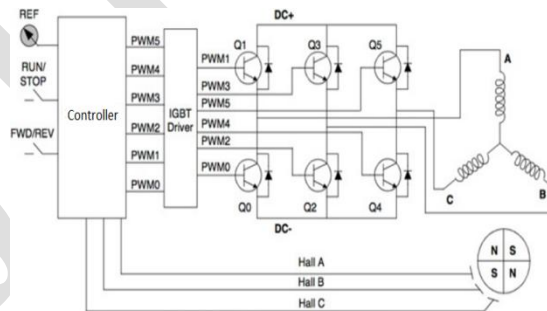 REF
RUN/
STOP
FWD/REV
Controller
PWM5
PWM4
PWM3
PWM2
PWM1
PWM0
IGBT
Driver
PWM1
PWM3
PWM5
PWM4
PWM2
PWM0
DC+
Q1
Q3
Q5
Q0
Q2
Q4
DC-
A
C
B
Hall A
Hall B
Hall C
N S
S N